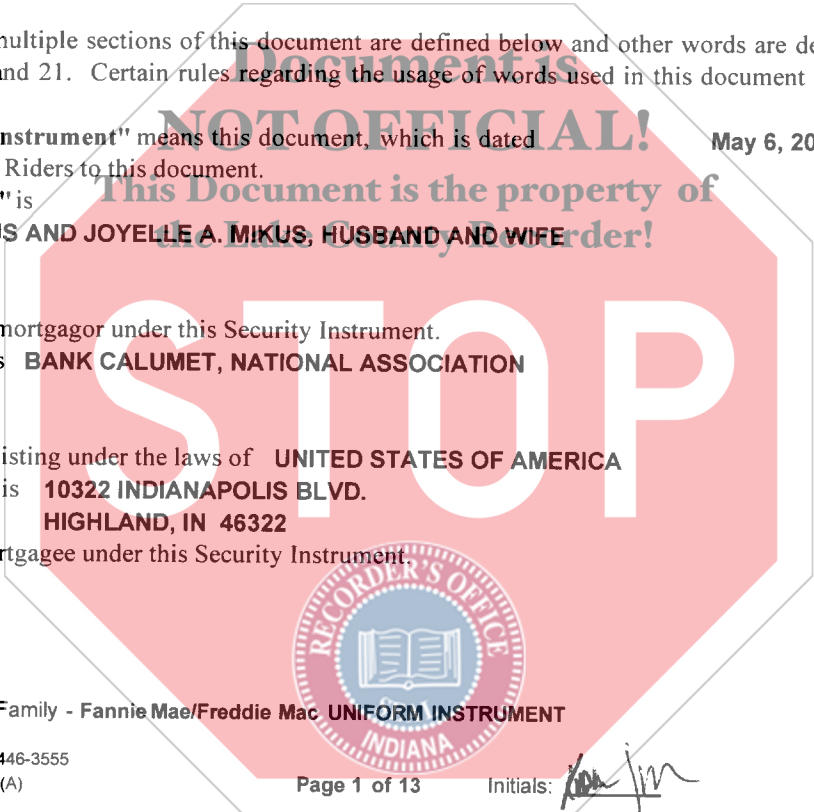 multiple sections of this document are defined below and other words are de
and 21. Certain rules regarding the usage of words used in this document
Document is
NOT OFFICIAL!
This Document is the property of
the Lake County Recorder!
nstrument" means this document, which is dated May 6, 20
Riders to this document.
" is
S AND JOYELLE A. MIKUS, HUSBAND AND WIFE
mortgagor under this Security Instrument.
s BANK CALUMET, NATIONAL ASSOCIATION
STOP
isting under the laws of UNITED STATES OF AMERICA
is 10322 INDIANAPOLIS BLVD.
HIGHLAND, IN 46322
rtgagee under this Security Instrument.
RECORDER'S OFFICE
INDIANA
Family - Fannie Mae/Freddie Mac UNIFORM INSTRUMENT
446-3555
(A)
Page 1 of 13 Initials: